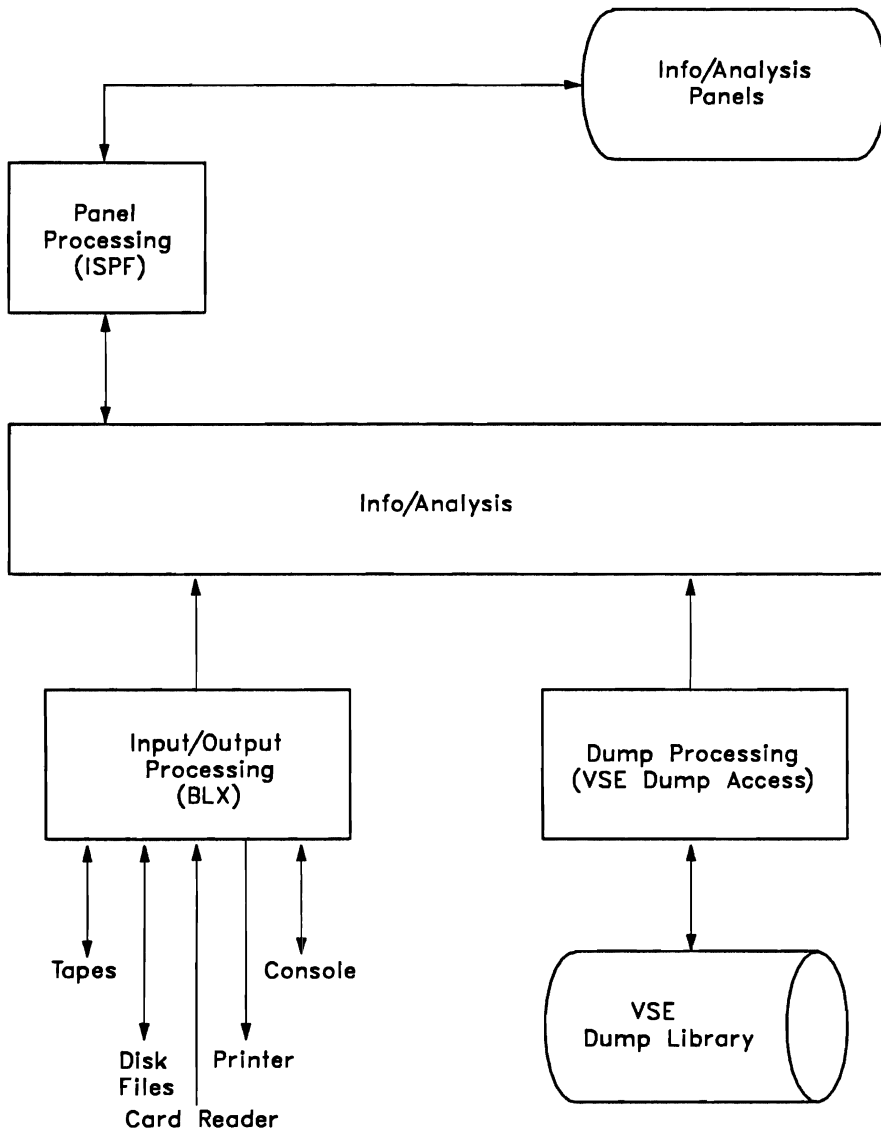 Info/Analysis
Panels
Panel
Processing
(ISPF)
Info/Analysis
Input/Output
Processing
(BLX)
Dump Processing
(VSE Dump Access)
Tapes
Console
Disk
Files
Printer
Card Reader
VSE
Dump Library